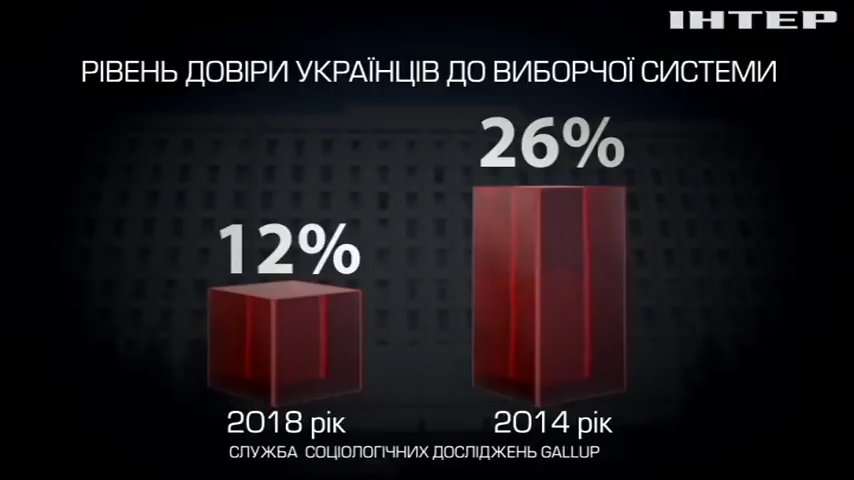 ІНТЕР
РІВЕНЬ ДОВІРИ УКРАЇНЦІВ ДО ВИБОРЧОЇ СИСТЕМИ
12%
26%
2018 рік
2014 рік
СЛУЖБА СОЦІОЛОГІЧНИХ ДОСЛІДЖЕНЬ GALLUP